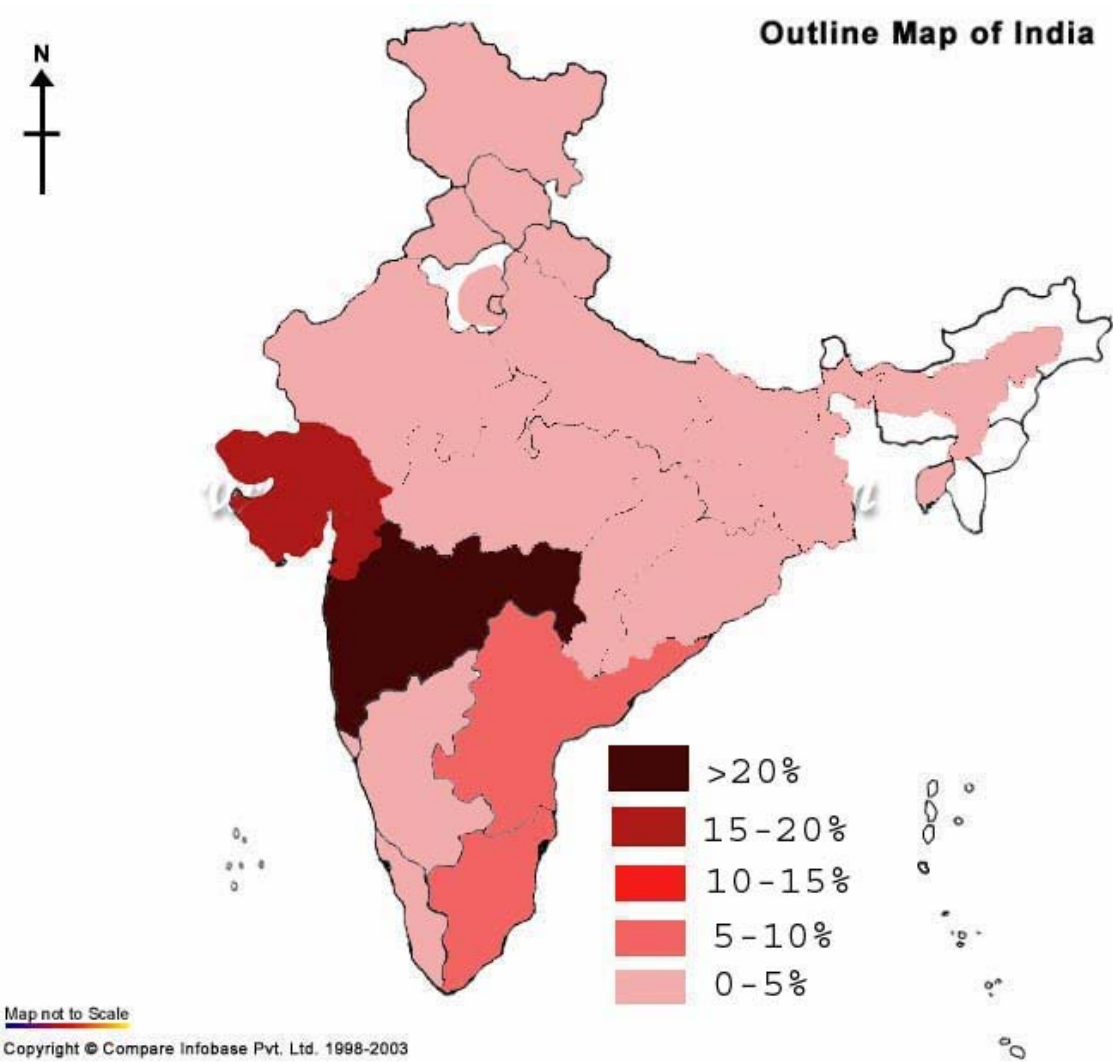 Outline Map of India
N
>20%
15-20%
10-15%
5-10%
0-5%
Map not to Scale
Copyright © Compare Infobase Pvt. Ltd. 1998-2003